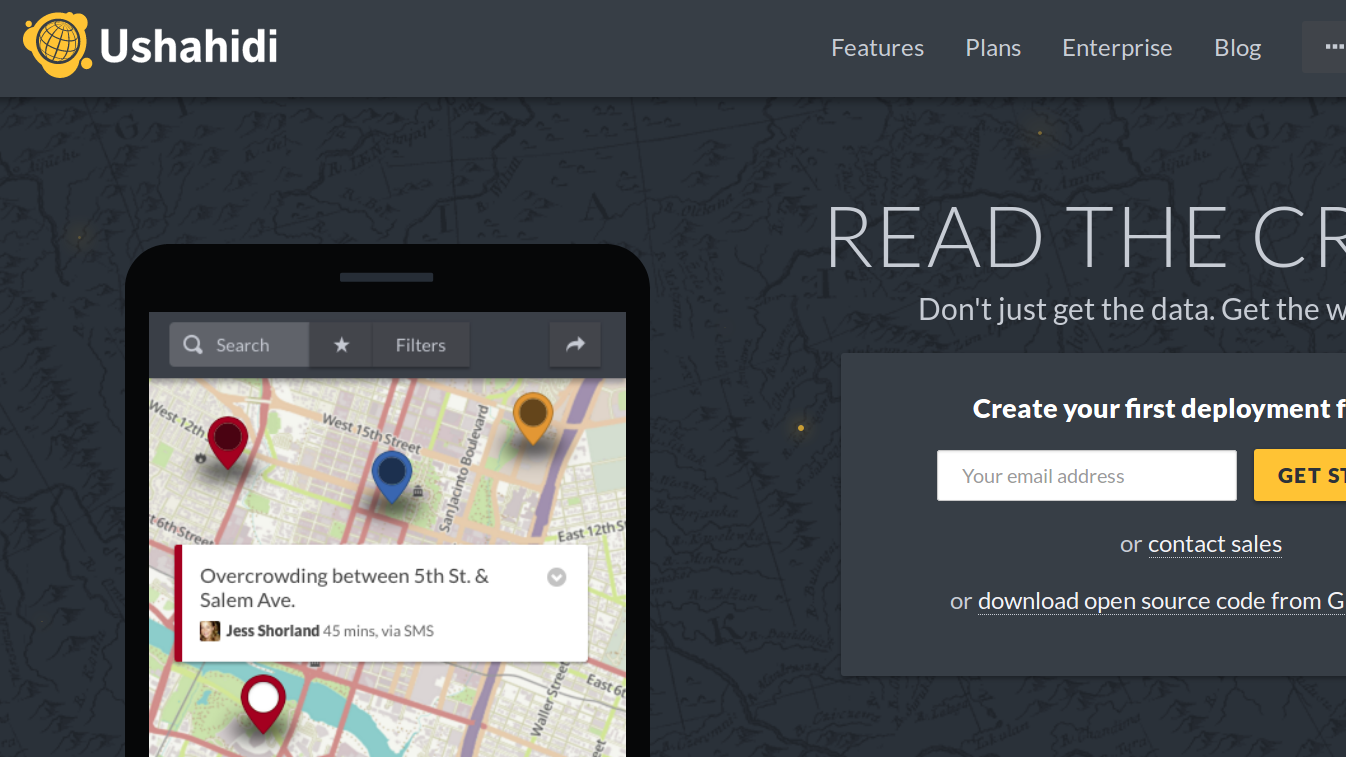 Ushahidi
Features
Plans
Enterprise
Blog
READ THE CR
Don't just get the data. Get the w
Create your first deployment f
Your email address
GET ST
or contact sales
or download open source code from G
Search
Filters
West 12th
West 15th Street
San Jacinto Boulevard
t 6th Street
East 12th S
Overcrowding between 5th St. &
Salem Ave.
Jess Shorland 45 mins, via SMS
East 6t
Waller Street